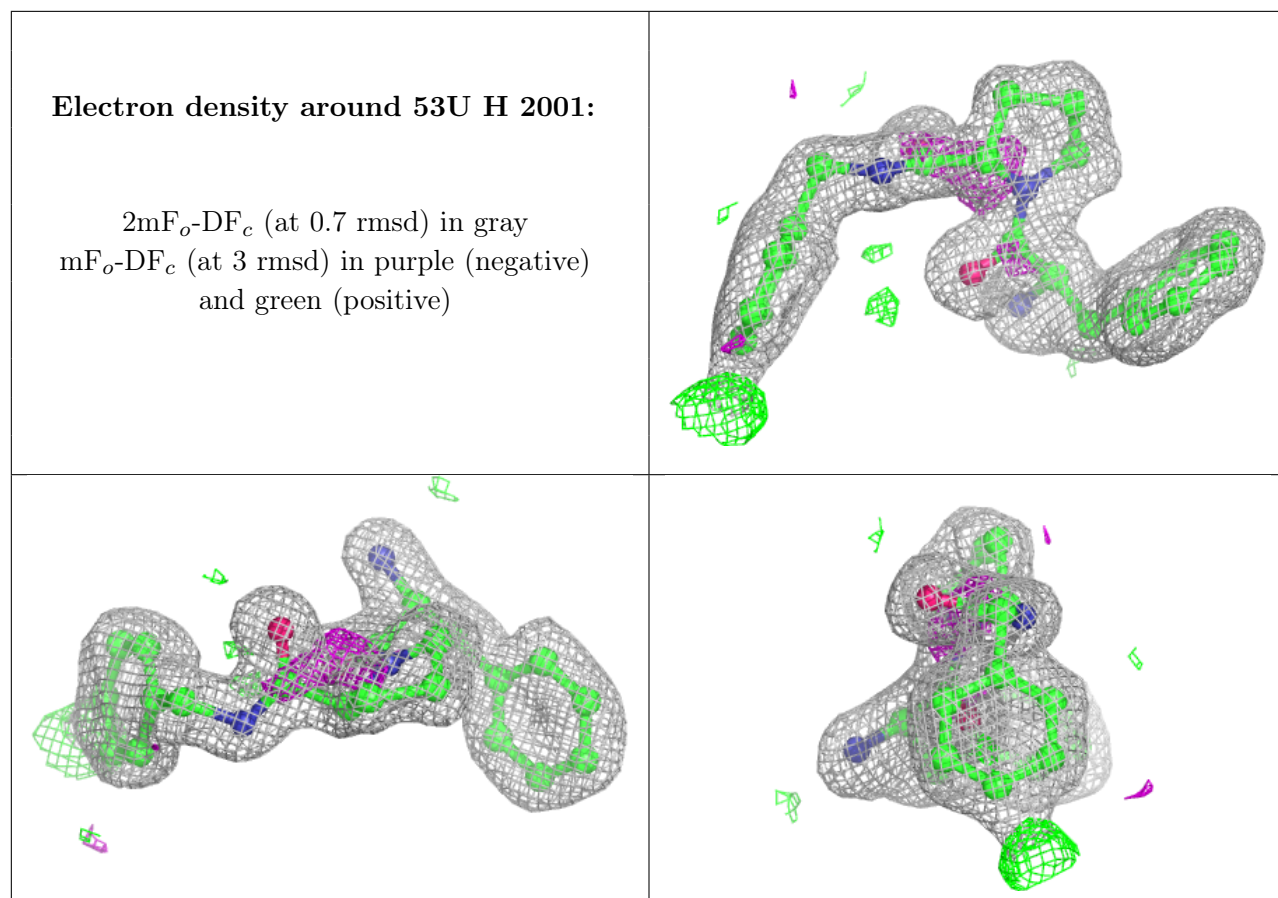 Electron density around 53U H 2001:
2mFo-DFc (at 0.7 rmsd) in gray
mFo-DFc (at 3 rmsd) in purple (negative)
and green (positive)